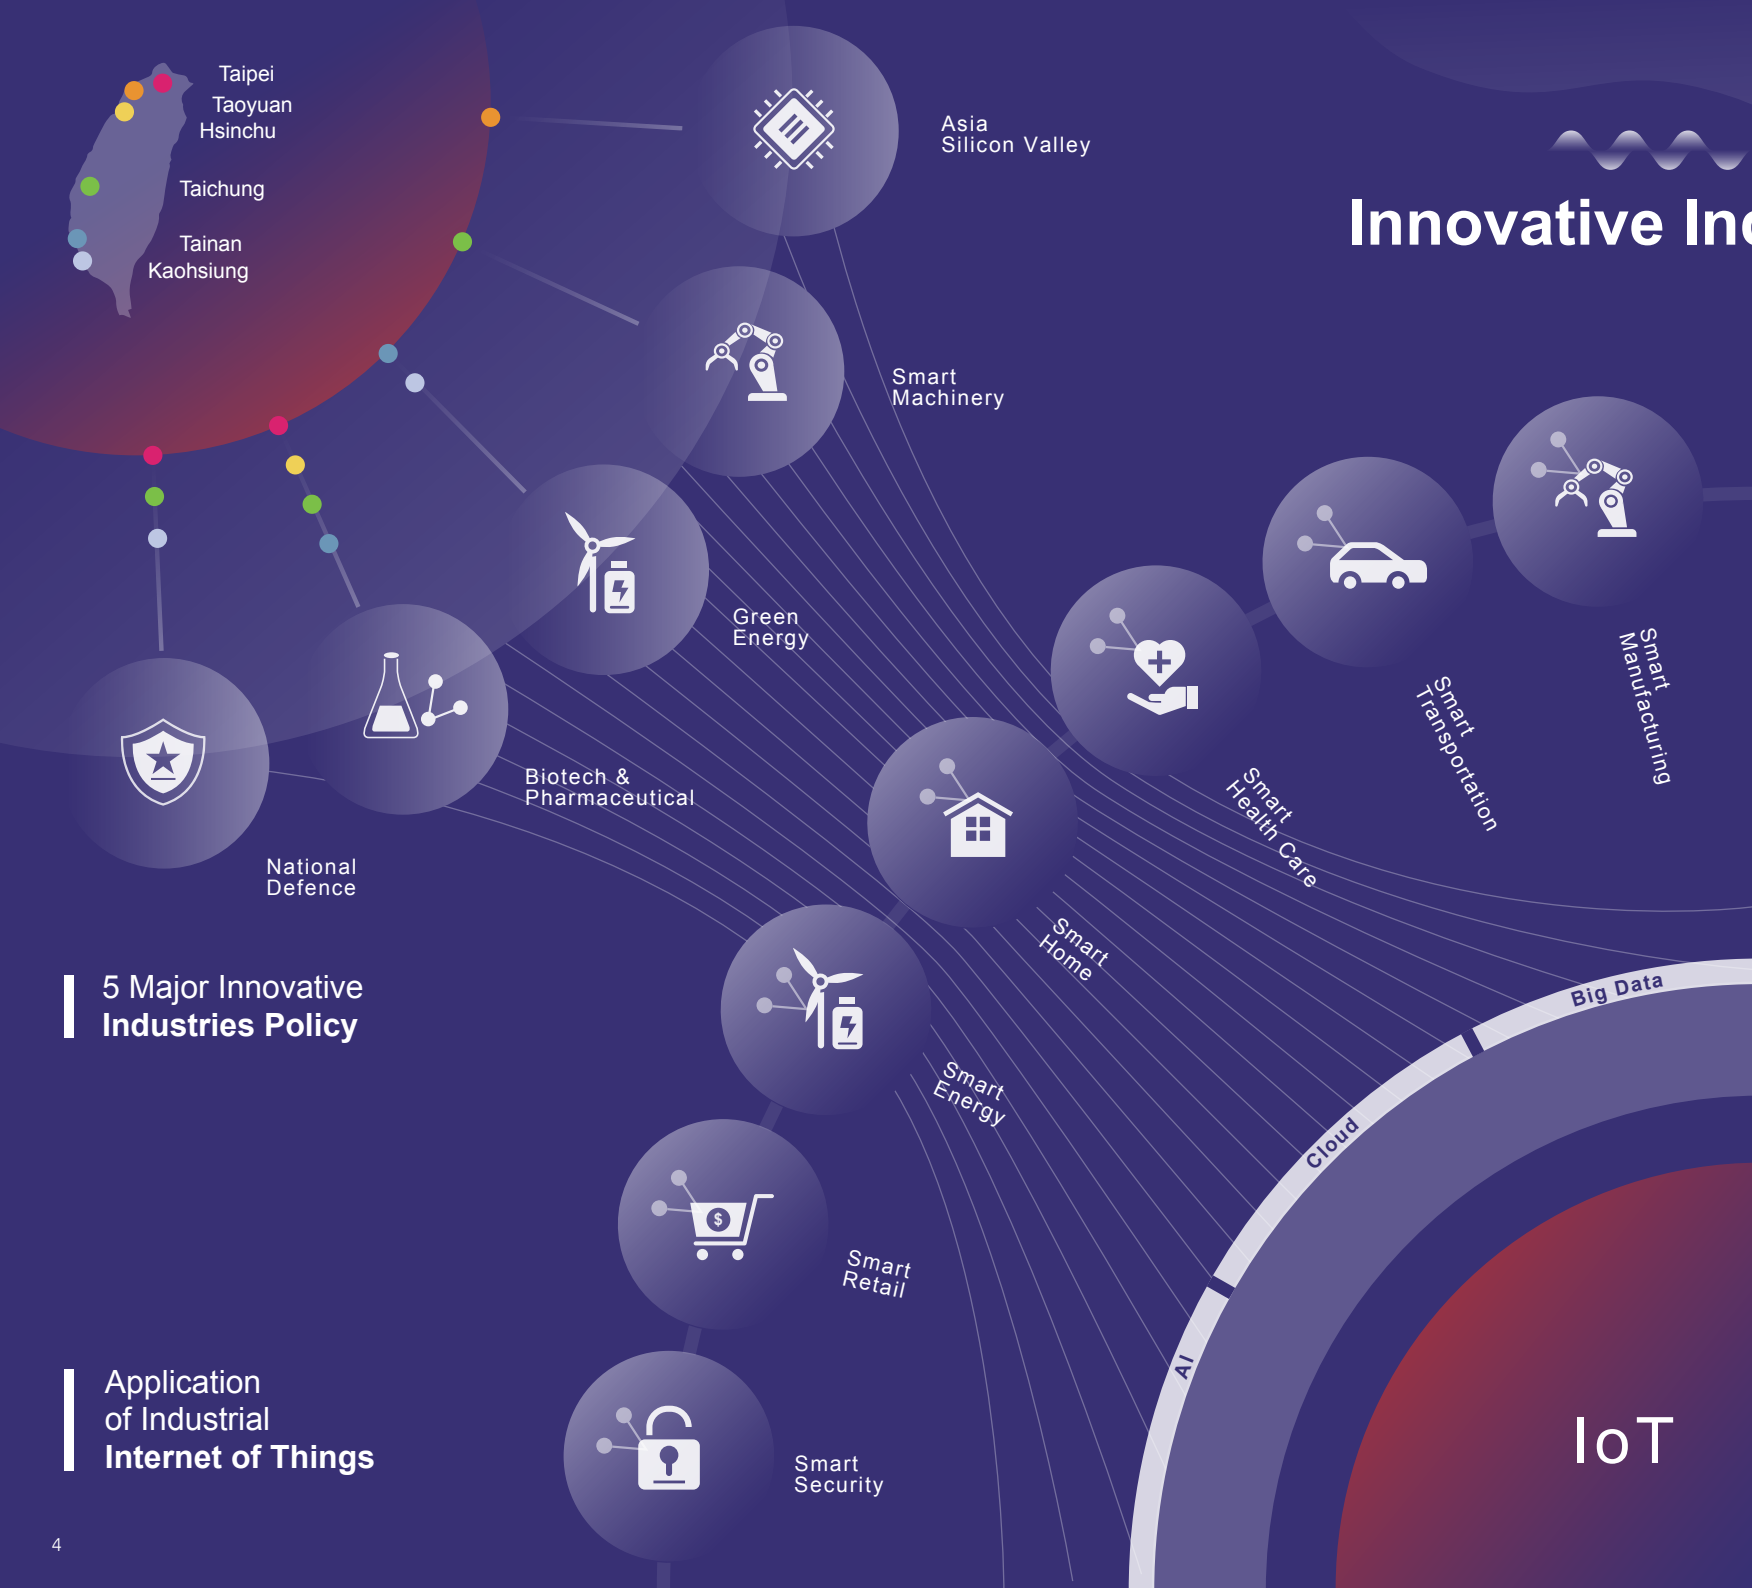 Taipei
Taoyuan
Hsinchu
Taichung
Tainan
Kaohsiung
Asia
Silicon Valley
Innovative
Smart
Machinery
Green
Energy
Biotech &
Pharmaceutical
National
Defence
5 Major Innovative
Industries Policy
Smart
Manufacturing
Smart
Transportation
Smart
Health Care
Smart
Home
Smart
Energy
Smart
Retail
Smart
Security
$
Big Data
Cloud
AI
IoT
Application
of Industrial
Internet of Things
4